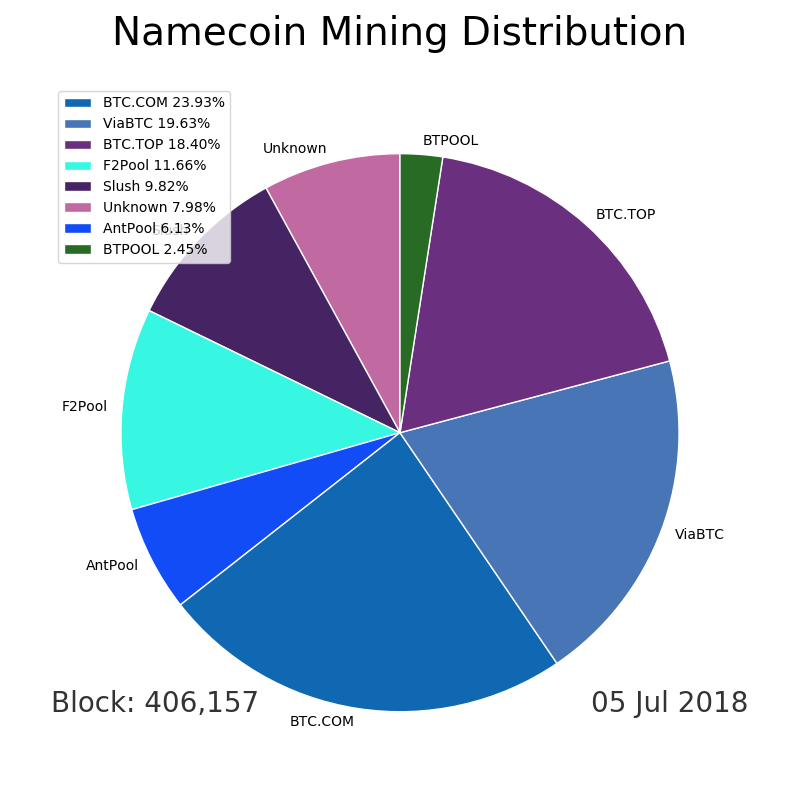 Namecoin Mining Distribution
BTC.COM 23.93%
ViaBTC 19.63%
BTC.TOP 18.40%
F2Pool 11.66%
Slush 9.82%
Unknown 7.98%
AntPool 6.13%
BTPOOL 2.45%
Unknown
BTPOOL
BTC.TOP
F2Pool
ViaBTC
AntPool
BTC.COM
Block: 406,157
05 Jul 2018